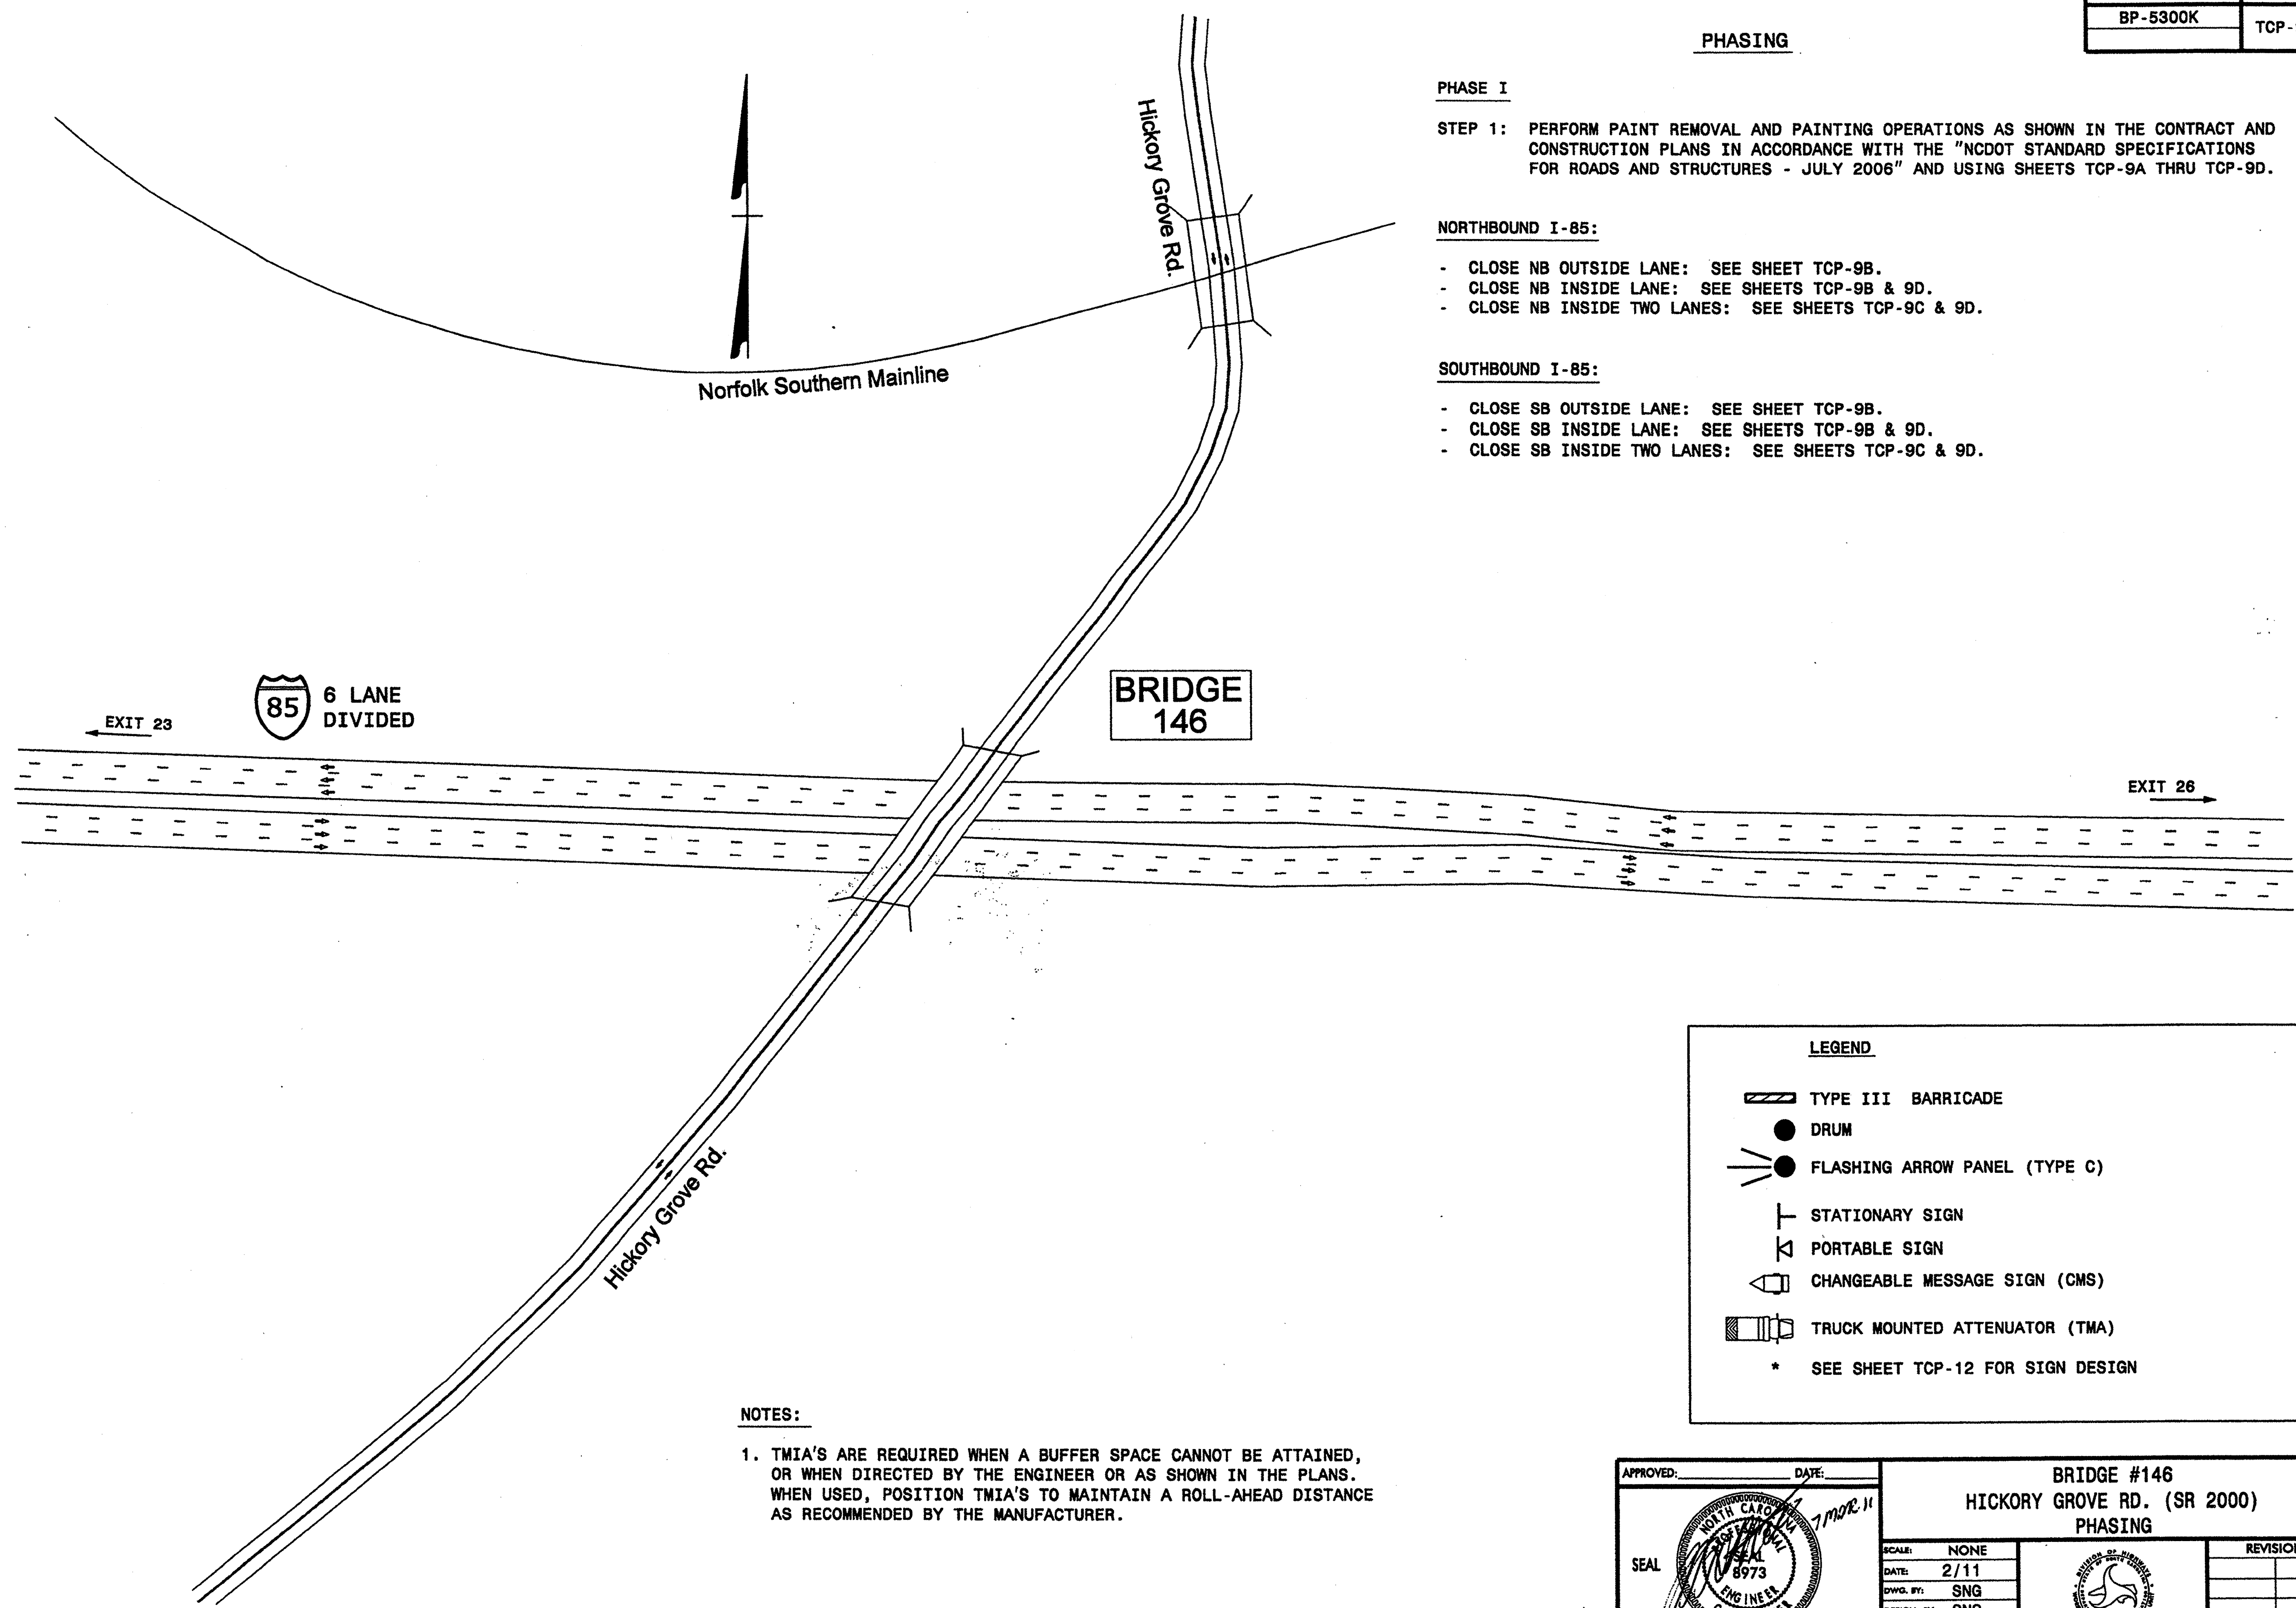 BP-5300K
TCP-
PHASING
PHASE I
STEP 1: PERFORM PAINT REMOVAL AND PAINTING OPERATIONS AS SHOWN IN THE CONTRACT AND
CONSTRUCTION PLANS IN ACCORDANCE WITH THE "NCDOT STANDARD SPECIFICATIONS
FOR ROADS AND STRUCTURES - JULY 2006" AND USING SHEETS TCP-9A THRU TCP-9D.
NORTHBOUND I-85:
- CLOSE NB OUTSIDE LANE: SEE SHEET TCP-9B.
- CLOSE NB INSIDE LANE: SEE SHEETS TCP-9B & 9D.
- CLOSE NB INSIDE TWO LANES: SEE SHEETS TCP-9C & 9D.
SOUTHBOUND I-85:
- CLOSE SB OUTSIDE LANE: SEE SHEET TCP-9B.
- CLOSE SB INSIDE LANE: SEE SHEETS TCP-9B & 9D.
- CLOSE SB INSIDE TWO LANES: SEE SHEETS TCP-9C & 9D.
Hickory Grove Rd.
Norfolk Southern Mainline
EXIT 23
85
6 LANE
DIVIDED
BRIDGE
146
EXIT 26
Hickory Grove Rd.
LEGEND
TYPE III BARRICADE
DRUM
FLASHING ARROW PANEL (TYPE C)
STATIONARY SIGN
PORTABLE SIGN
CHANGEABLE MESSAGE SIGN (CMS)
TRUCK MOUNTED ATTENUATOR (TMA)
* SEE SHEET TCP-12 FOR SIGN DESIGN
NOTES:
1. TMIA'S ARE REQUIRED WHEN A BUFFER SPACE CANNOT BE ATTAINED,
OR WHEN DIRECTED BY THE ENGINEER OR AS SHOWN IN THE PLANS.
WHEN USED, POSITION TMIA'S TO MAINTAIN A ROLL-AHEAD DISTANCE
AS RECOMMENDED BY THE MANUFACTURER.
APPROVED: DATE:
SEAL
NORTH CAROLINA
SEAL
8973
ENGINEER
BRIDGE #146
HICKORY GROVE RD. (SR 2000)
PHASING
SCALE: NONE
DATE: 2/11
DWG. BY: SNG
DIVISION OF HIGHWAYS
REVISION